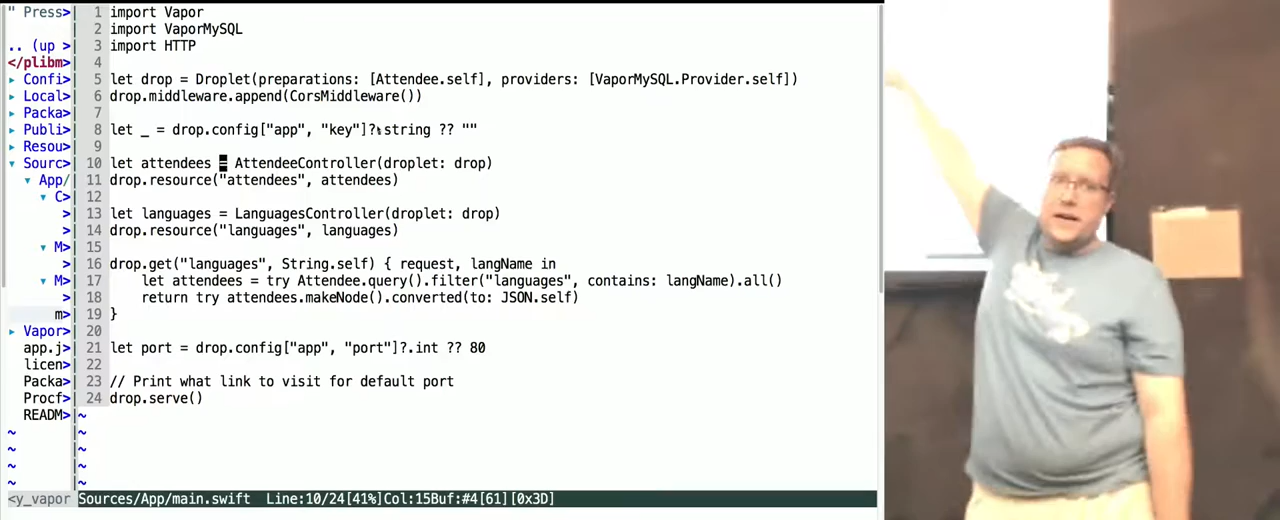 " Press>
.. (up >
</plibm>
▸ Confi>
▸ Local>
▸ Packa>
▸ Publi>
▸ Resou>
▾ Sourc>
▾ App/
▾ C>
>
>
▾ M>
>
▾ M>
>
m>
▸ Vapor>
app.j>
licen>
Packa>
Procf>
READM>
~
~
~
~
1 import Vapor
2 import VaporMySQL
3 import HTTP
4
5 let drop = Droplet(preparations: [Attendee.self], providers: [VaporMySQL.Provider.self])
6 drop.middleware.append(CorsMiddleware())
7
8 let _ = drop.config["app", "key"]?.string ?? ""
9
10 let attendees = AttendeeController(droplet: drop)
11 drop.resource("attendees", attendees)
12
13 let languages = LanguagesController(droplet: drop)
14 drop.resource("languages", languages)
15
16 drop.get("languages", String.self) { request, langName in
17 let attendees = try Attendee.query().filter("languages", contains: langName).all()
18 return try attendees.makeNode().converted(to: JSON.self)
19 }
20
21 let port = drop.config["app", "port"]?.int ?? 80
22
23 // Print what link to visit for default port
24 drop.serve()
~
~
~
~
~
<y_vapor Sources/App/main.swift Line:10/24[41%]Col:15Buf:#4[61][0x3D]